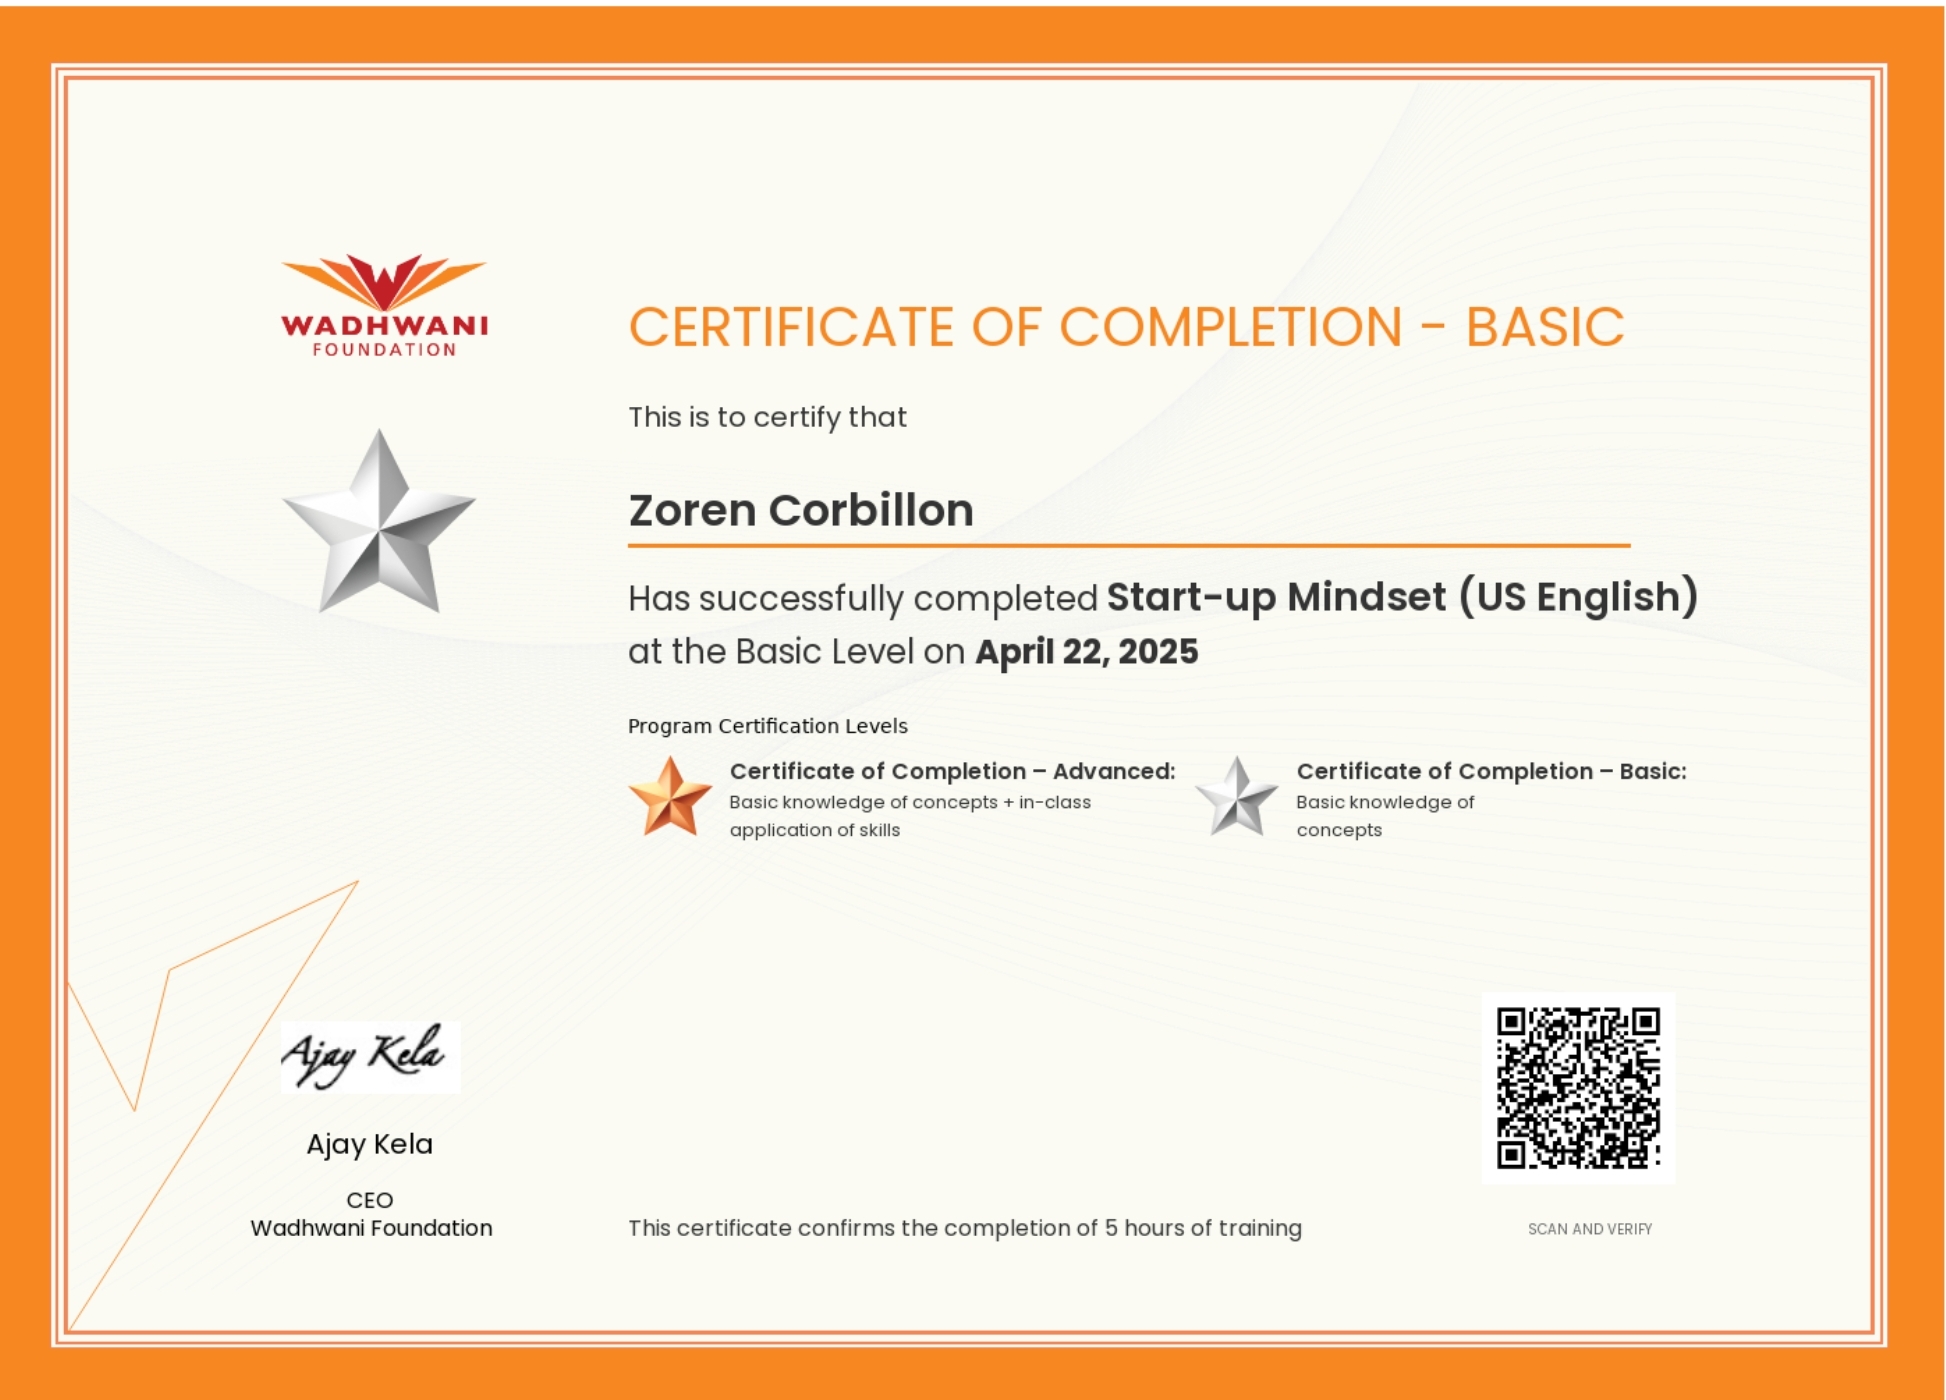 WADHWANI
FOUNDATION
CERTIFICATE OF COMPLETION - BASIC
This is to certify that
Zoren Corbillon
Has successfully completed Start-up Mindset (US English)
at the Basic Level on April 22, 2025
Program Certification Levels
Certificate of Completion – Advanced:
Basic knowledge of concepts + in-class
application of skills
Certificate of Completion – Basic:
Basic knowledge of
concepts
Ajay Kela
Ajay Kela
CEO
Wadhwani Foundation
This certificate confirms the completion of 5 hours of training
SCAN AND VERIFY